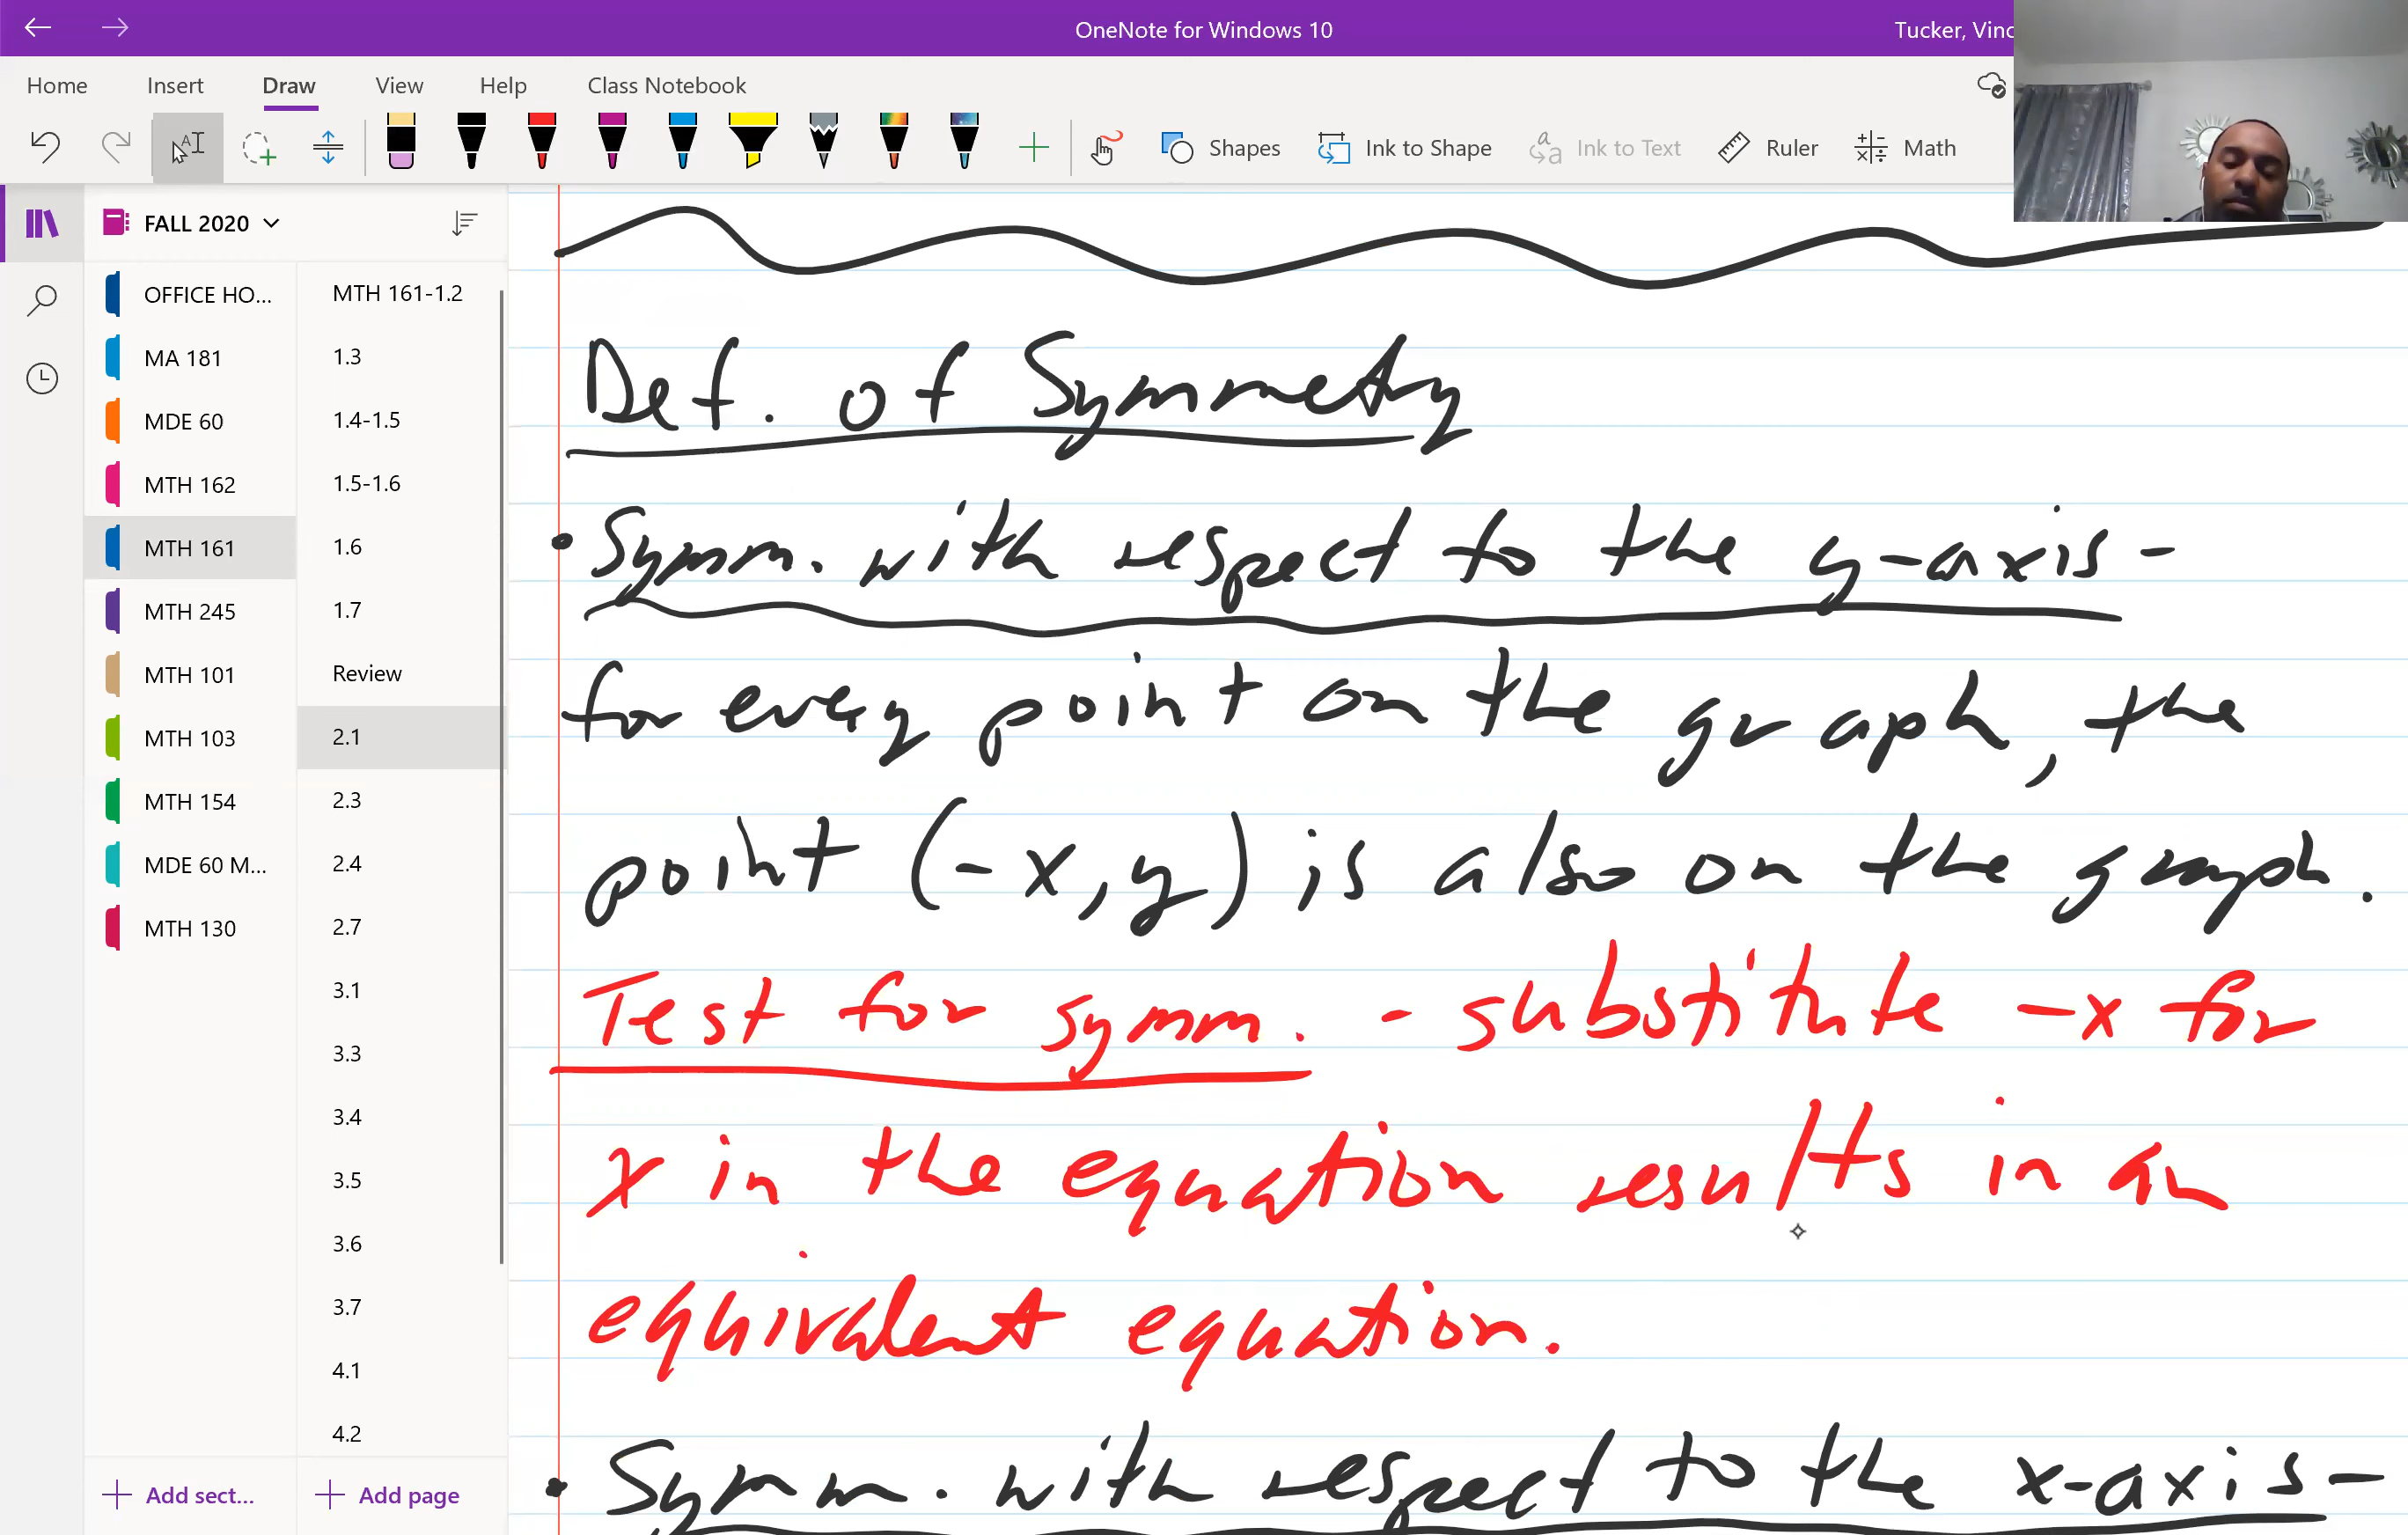 OneNote for Windows 10
Tucker, Vinc
Home Insert Draw View Help Class Notebook
Shapes Ink to Shape Ink to Text Ruler Math
FALL 2020
OFFICE HO...
MA 181
MDE 60
MTH 162
MTH 161
MTH 245
MTH 101
MTH 103
MTH 154
MDE 60 M...
MTH 130
Add sect...
MTH 161-1.2
1.3
1.4-1.5
1.5-1.6
1.6
1.7
Review
2.1
2.3
2.4
2.7
3.1
3.3
3.4
3.5
3.6
3.7
4.1
4.2
Add page
Def. of Symmetry
• Symm. with respect to the y-axis -
for every point on the graph, the
point (-x, y) is also on the graph.
Test for symm. - substitute -x for
x in the equation results in an
equivalent equation.
• Symm. with respect to the x-axis -